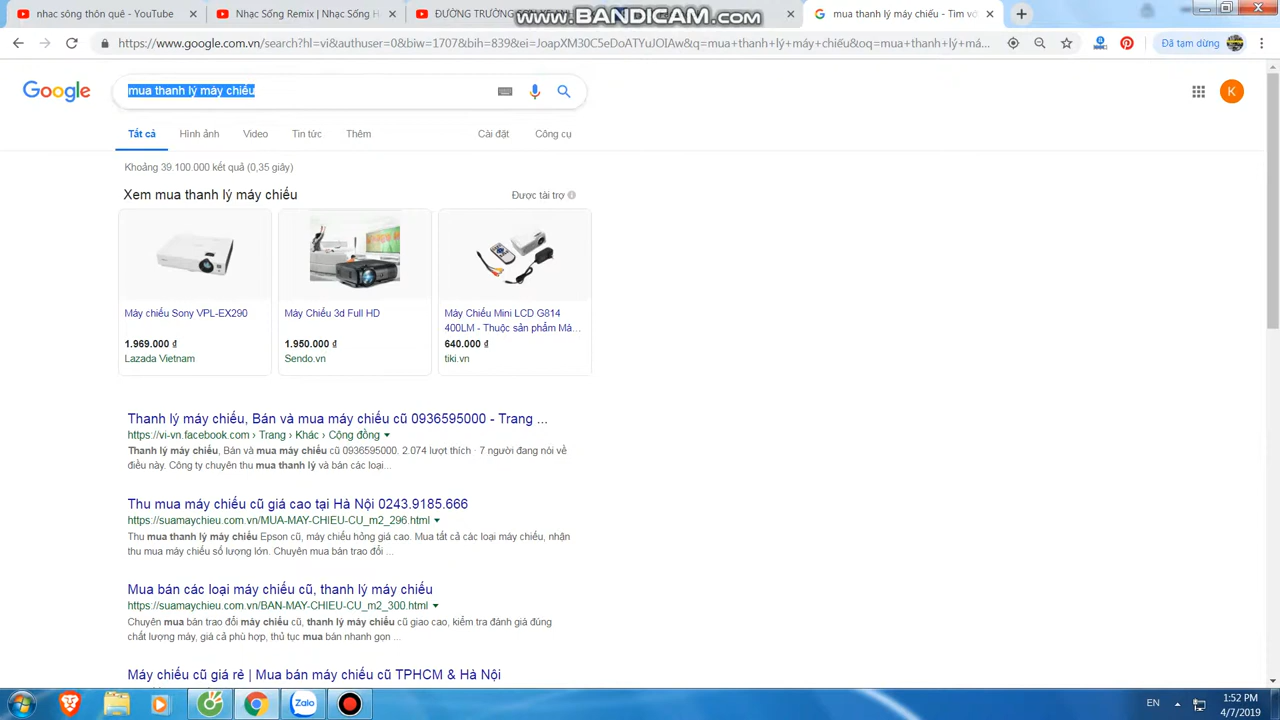 nhac sóng thôn quê - YouTube
Nhạc Sống Remix | Nhạc Sống H
ĐƯỜNG TRƯỜNG
www.BANDICAM.com
mua thanh lý máy chiếu - Tìm vớ
https://www.google.com.vn/search?hl=vi&authuser=0&biw=1707&bih=839&ei=JoapXM30C5eDoATYuJOIAw&q=mua+thanh+lý+máy+chiếu&oq=mua+thanh+lý+má...
Đã tạm dừng
Google
mua thanh lý máy chiếu
K
Tất cả
Hình ảnh
Video
Tin tức
Thêm
Cài đặt
Công cụ
Khoảng 39.100.000 kết quả (0,35 giây)
Xem mua thanh lý máy chiếu
Được tài trợ
Máy chiếu Sony VPL-EX290
1.969.000 ₫
Lazada Vietnam
Máy Chiếu 3d Full HD
1.950.000 ₫
Sendo.vn
Máy Chiếu Mini LCD G814
400LM - Thuộc sản phẩm Má...
640.000 ₫
tiki.vn
Thanh lý máy chiếu, Bán và mua máy chiếu cũ 0936595000 - Trang ...
https://vi-vn.facebook.com › Trang › Khác › Cộng đồng
Thanh lý máy chiếu, Bán và mua máy chiếu cũ 0936595000. 2.074 lượt thích · 7 người đang nói về
điều này. Công ty chuyên thu mua thanh lý và bán các loại...
Thu mua máy chiếu cũ giá cao tại Hà Nội 0243.9185.666
https://suamaychieu.com.vn/MUA-MAY-CHIEU-CU_m2_296.html
Thu mua thanh lý máy chiếu Epson cũ, máy chiếu hỏng giá cao. Mua tất cả các loại máy chiếu, nhận
thu mua máy chiếu số lượng lớn. Chuyên mua bán trao đổi ...
Mua bán các loại máy chiếu cũ, thanh lý máy chiếu
https://suamaychieu.com.vn/BAN-MAY-CHIEU-CU_m2_300.html
Chuyên mua bán trao đổi máy chiếu cũ, thanh lý máy chiếu cũ giao cao, kiểm tra đánh giá đúng
chất lượng máy, giá cả phù hợp, thủ tục mua bán nhanh gọn ...
Máy chiếu cũ giá rẻ | Mua bán máy chiếu cũ TPHCM & Hà Nội
Zalo
EN
1:52 PM
4/7/2019